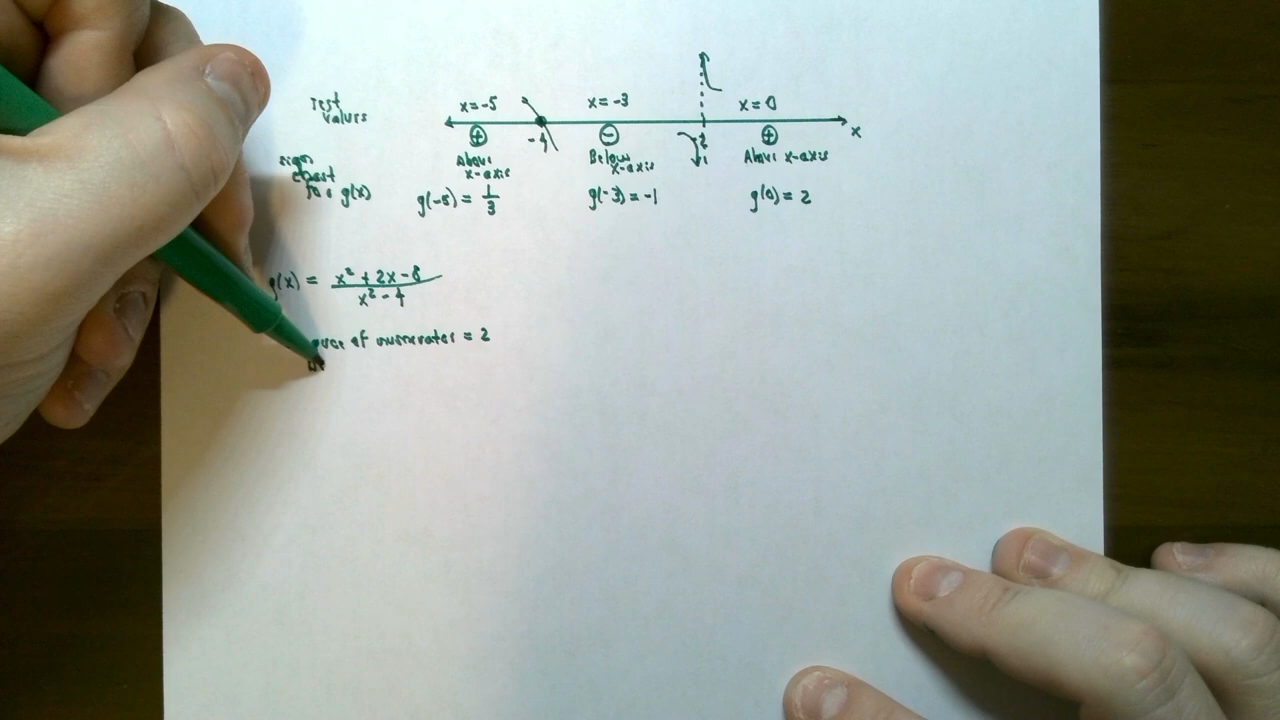 Test values
x=-5 x=-3 x=0
-4 -2 x
+ - +
sign chart for g(x)
Above x-axis Below x-axis Above x-axis
g(-5) = 1/3 g(-3) = -1 g(0) = 2
g(x) = x² + 2x - 8 / x² - 4
of numerator = 2